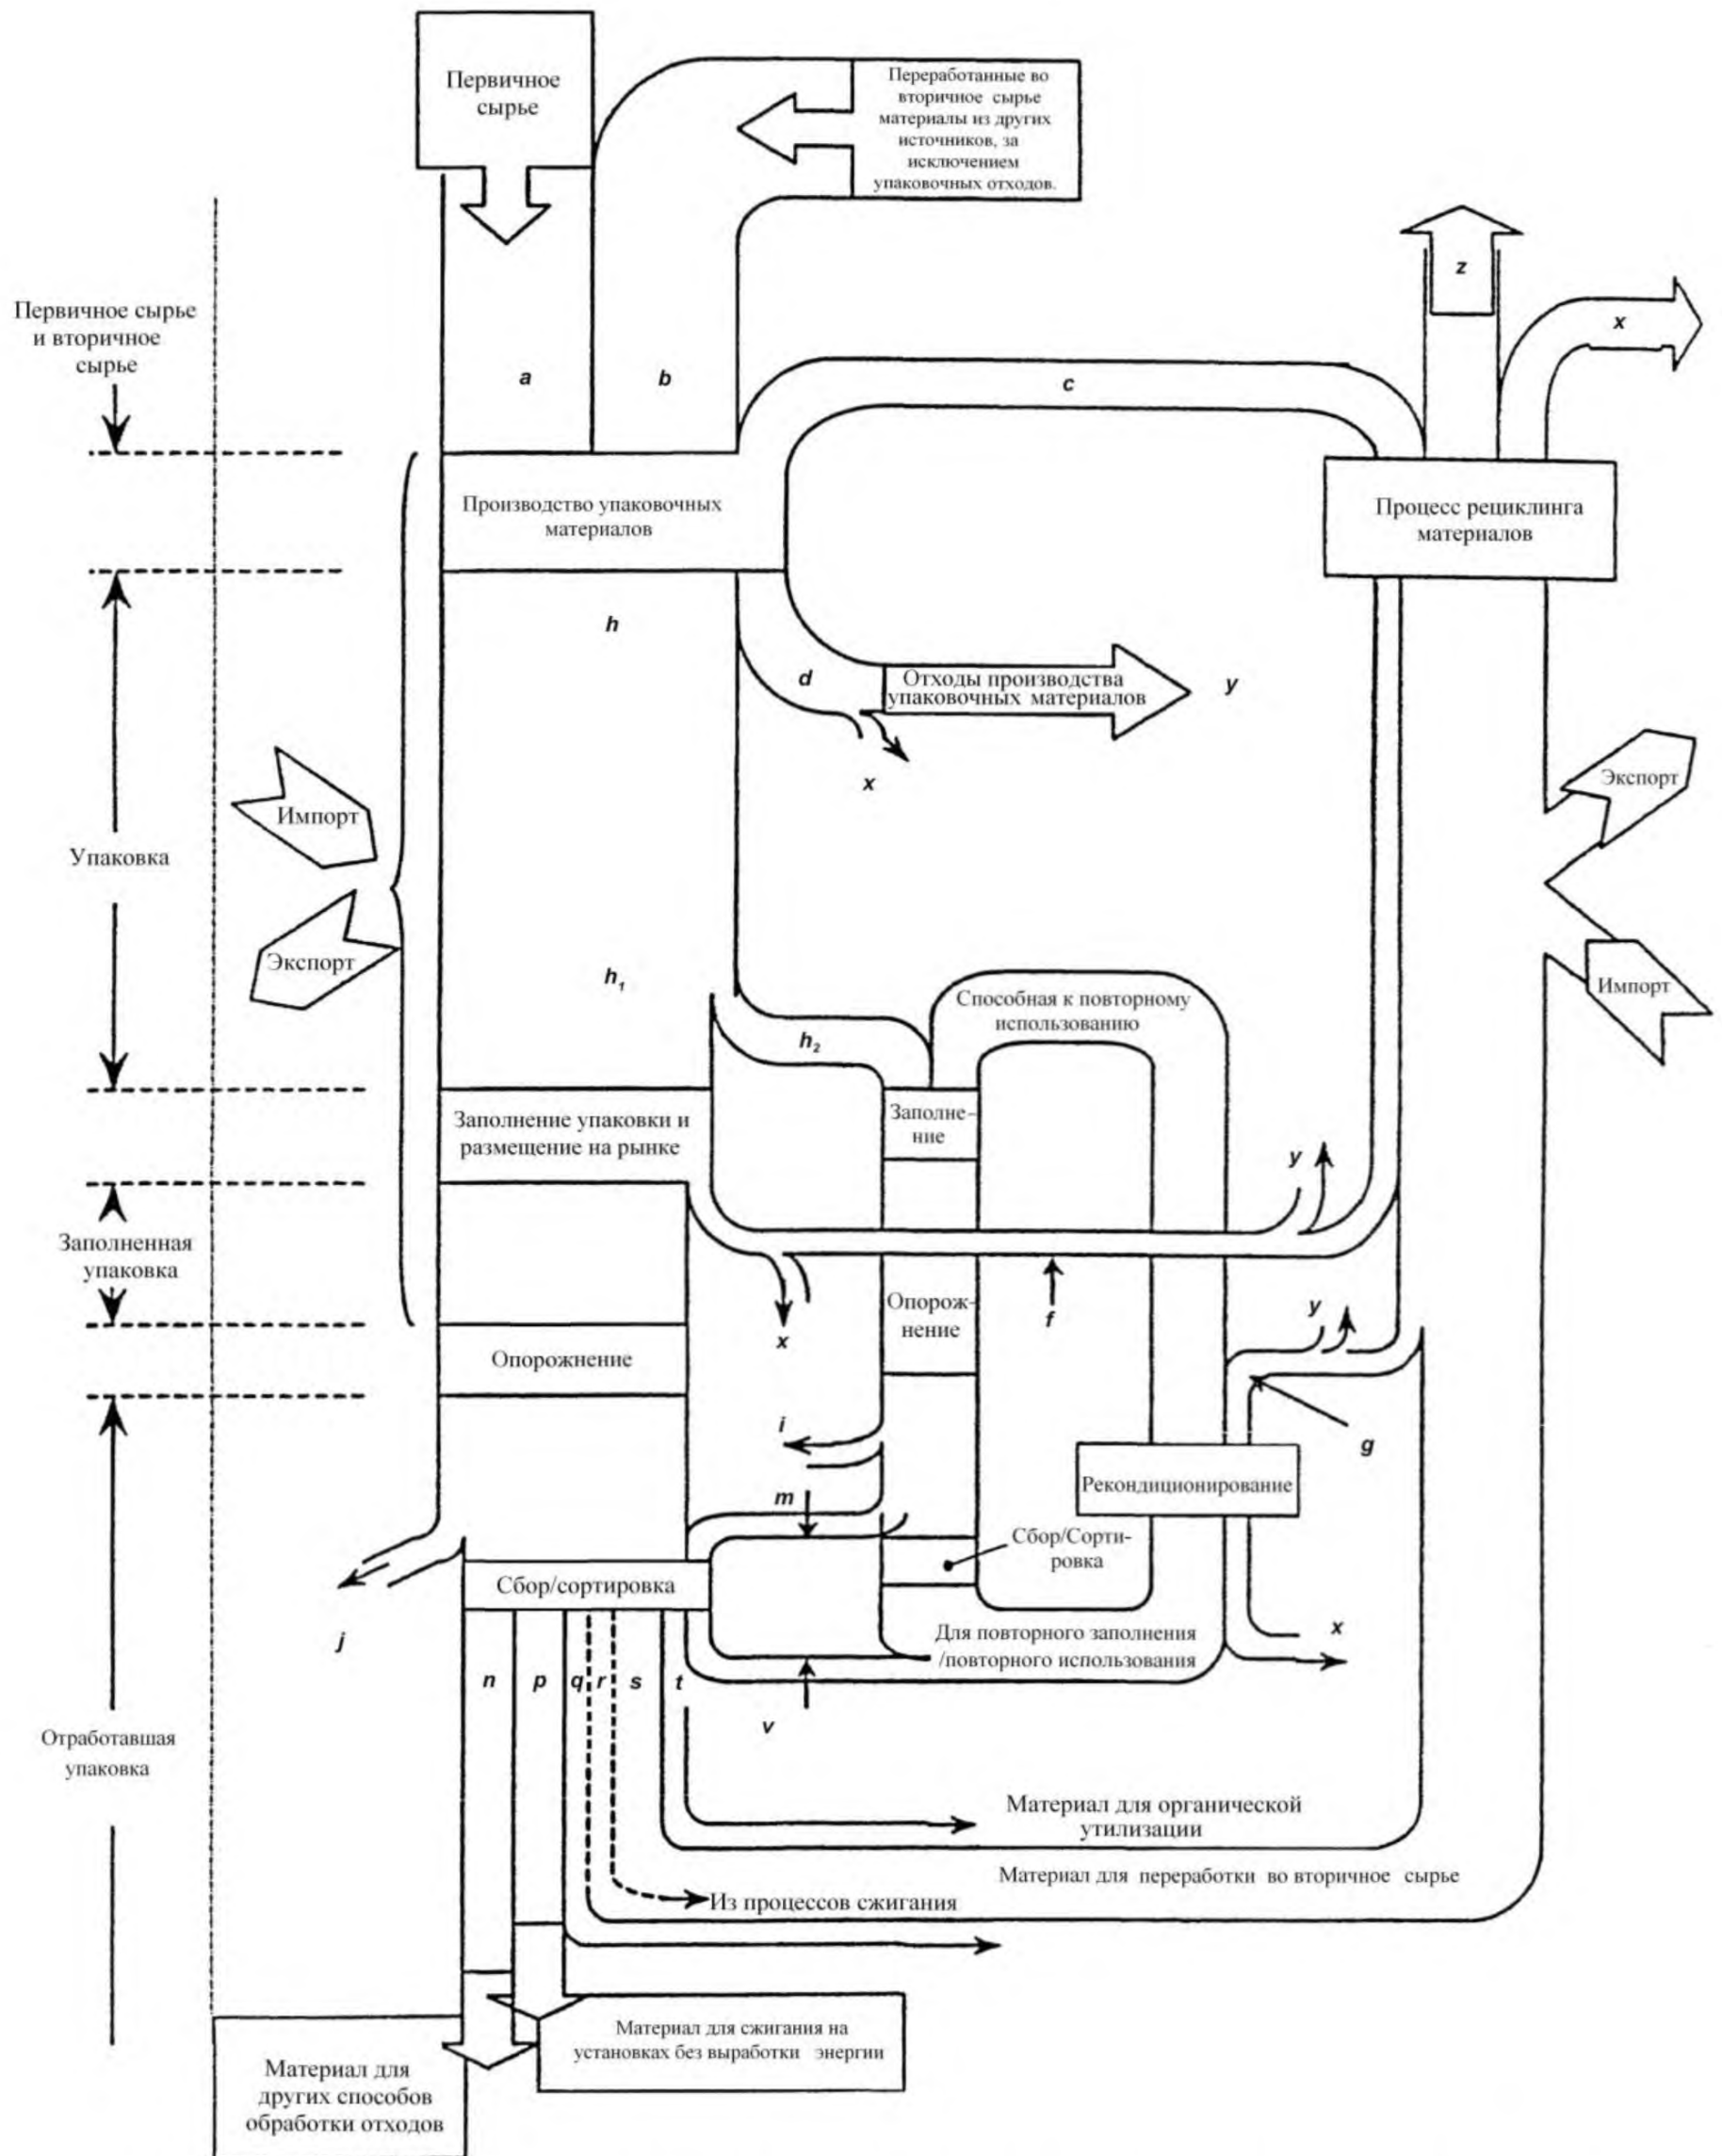 Первичное
сырье
Переработанные во
вторичное сырье
материалы из других
источников, за
исключением
упаковочных отходов.
z
x
Первичное сырье
и вторичное
сырье
a
b
c
Производство упаковочных
материалов
Процесс рециклинга
материалов
h
d
Отходы производства
упаковочных материалов
y
x
Импорт
Экспорт
Упаковка
Экспорт
Импорт
h1
h2
Способная к повторному
использованию
Заполнение упаковки и
размещение на рынке
Заполне-
ние
y
Заполненная
упаковка
x
Опорож-
нение
f
y
Опорожнение
i
g
m
Рекондиционирование
Сбор/Сорти-
ровка
Сбор/сортировка
j
Для повторного заполнения
/повторного использования
x
n
p
q
r
s
t
v
Отработавшая
упаковка
Материал для органической
утилизации
Материал для переработки во вторичное сырье
Из процессов сжигания
Материал для сжигания на
установках без выработки энергии
Материал для
других способов
обработки отходов